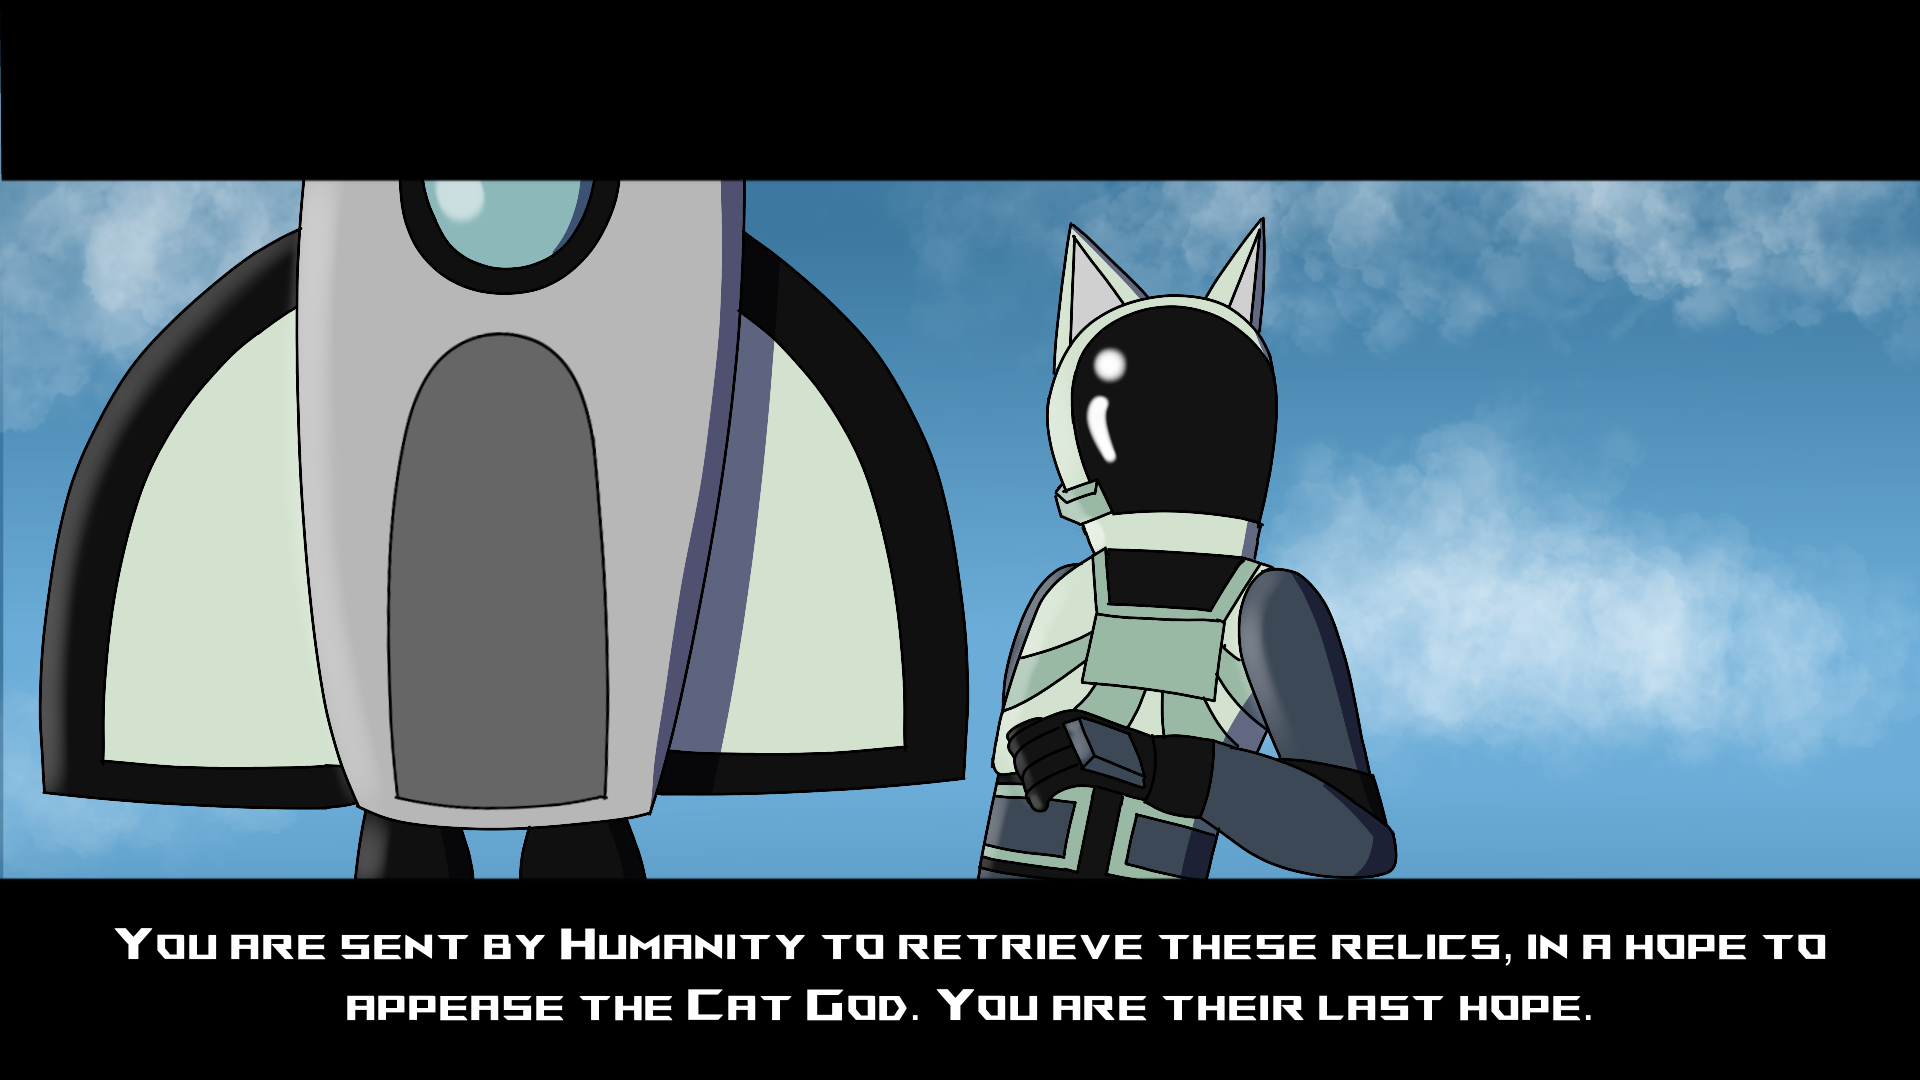 You are sent by Humanity to retrieve these relics, in a hope to
appease the Cat God. You are their last hope.